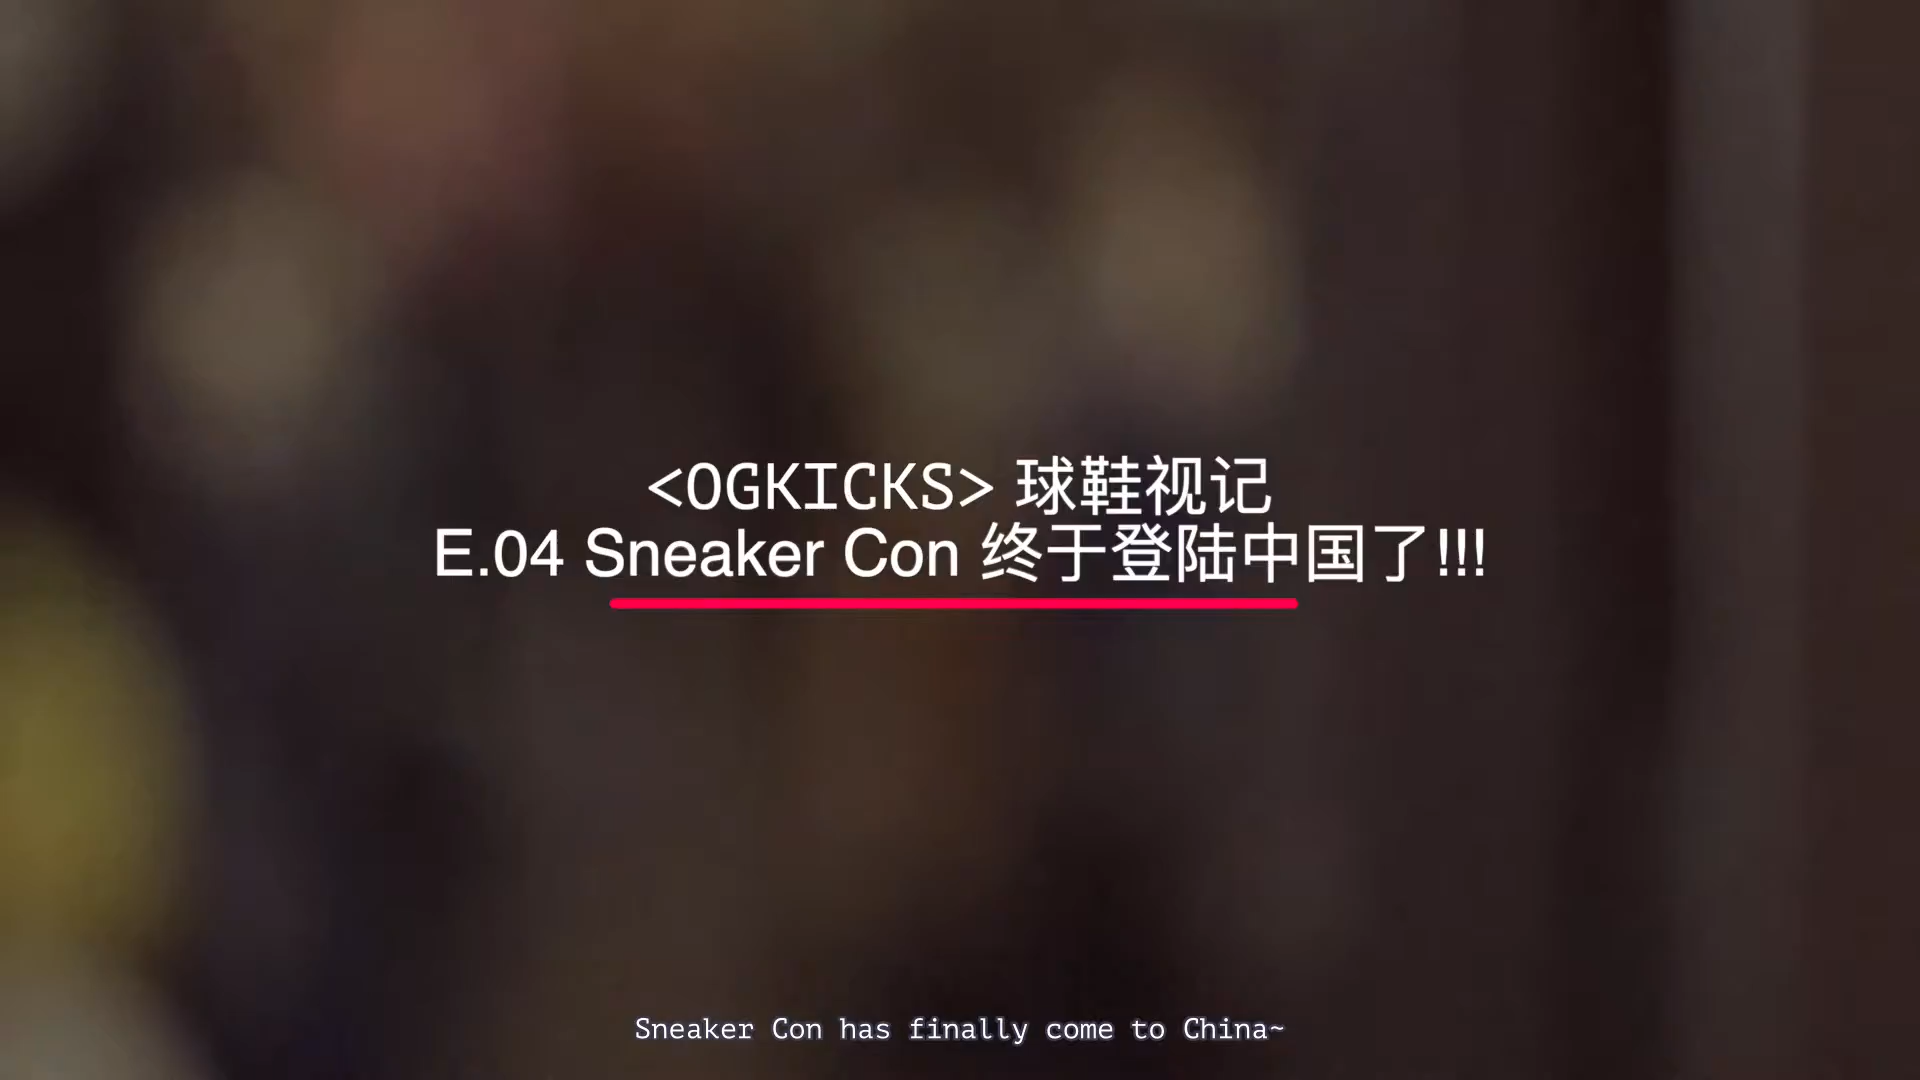 <OGKICKS> 球鞋视记
E.04 Sneaker Con 终于登陆中国了!!!
Sneaker Con has finally come to China~